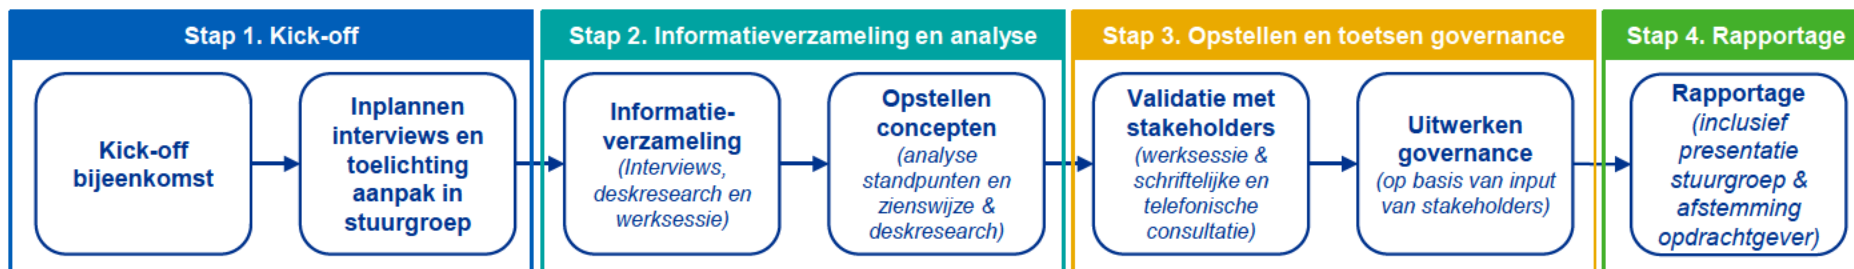 Stap 1. Kick-off
Kick-off
bijeenkomst
Inplannen
interviews en
toelichting
aanpak in
stuurgroep
Stap 2. Informatieverzameling en analyse
Informatie-
verzameling
(Interviews,
deskresearch en
werksessie)
Opstellen
concepten
(analyse
standpunten en
zienswijze &
deskresearch)
Stap 3. Opstellen en toetsen governance
Validatie met
stakeholders
(werksessie &
schriftelijke en
telefonische
consultatie)
Uitwerken
governance
(op basis van input
van stakeholders)
Stap 4. Rapportage
Rapportage
(inclusief
presentatie
stuurgroep &
afstemming
opdrachtgever)